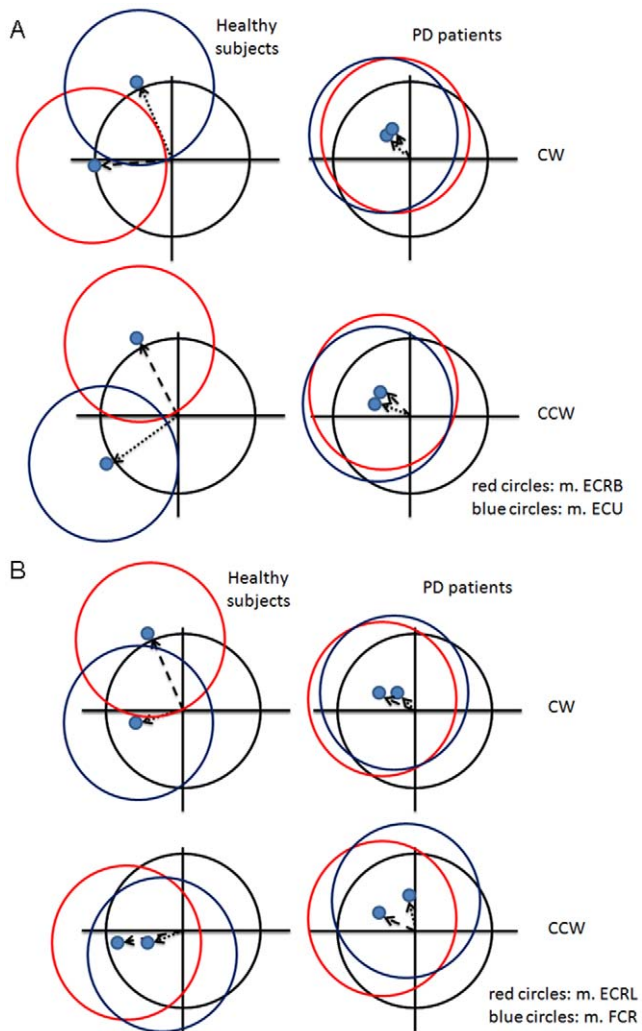 A
Healthy
subjects
PD patients
CW
CCW
red circles: m. ECRB
blue circles: m. ECU
B
Healthy
subjects
PD patients
CW
CCW
red circles: m. ECRL
blue circles: m. FCR